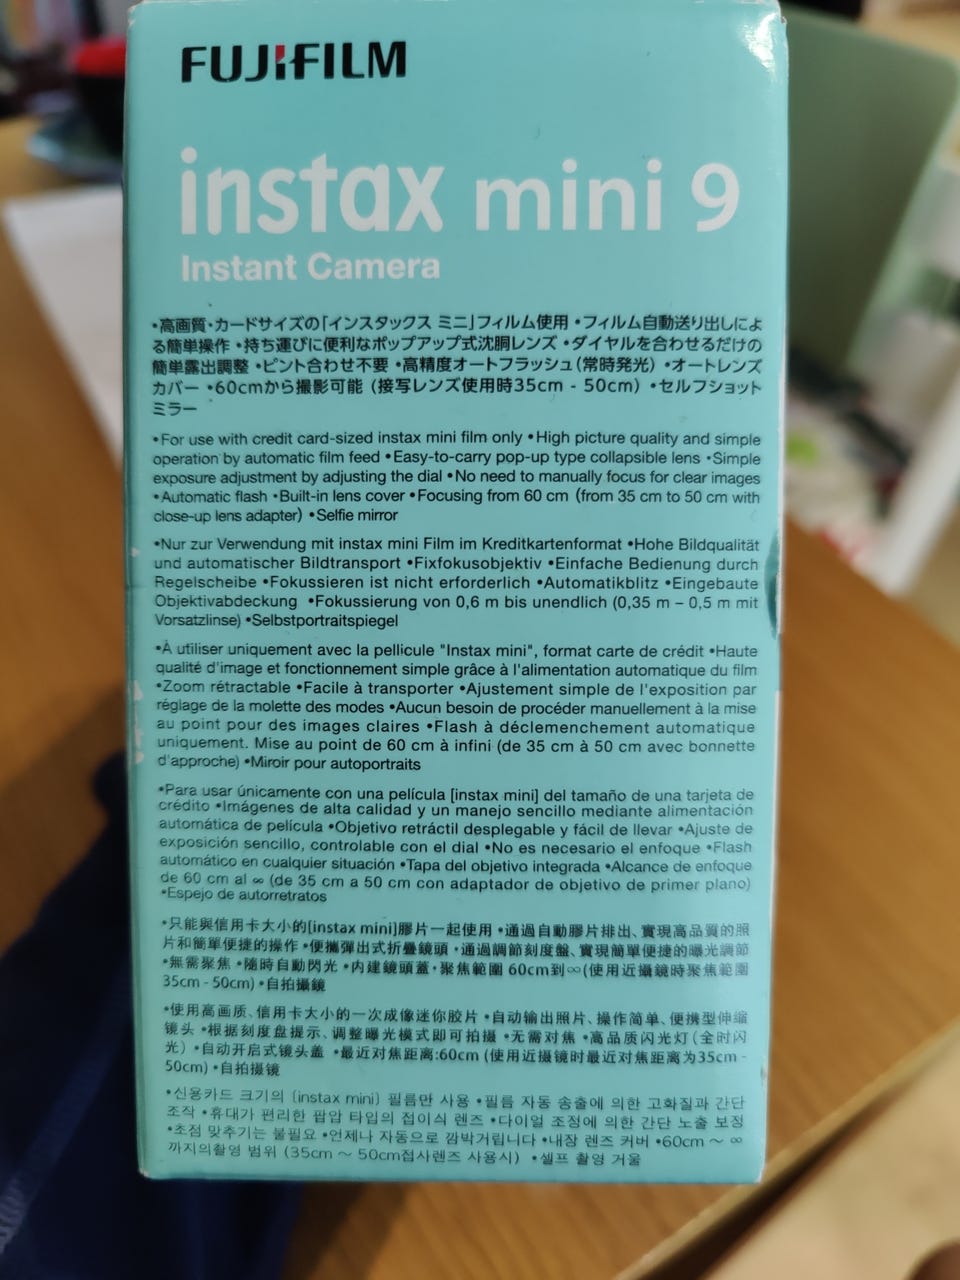 FUJIFILM
instax mini 9
Instant Camera
•高画質・カードサイズの「インスタックス ミニ」フィルム使用 •フィルム自動送り出しによ
る簡単操作 •持ち運びに便利なポップアップ式沈胴レンズ •ダイヤルを合わせるだけの
簡単露出調整 •ピント合わせ不要 •高精度オートフラッシュ（常時発光） •オートレンズ
カバー •60cmから撮影可能 (接写レンズ使用時35cm - 50cm) •セルフショット
ミラー
•For use with credit card-sized instax mini film only •High picture quality and simple
operation by automatic film feed •Easy-to-carry pop-up type collapsible lens •Simple
exposure adjustment by adjusting the dial •No need to manually focus for clear images
•Automatic flash •Built-in lens cover •Focusing from 60 cm (from 35 cm to 50 cm with
close-up lens adapter) •Selfie mirror
•Nur zur Verwendung mit instax mini Film im Kreditkartenformat •Hohe Bildqualität
und automatischer Bildtransport •Fixfokusobjektiv •Einfache Bedienung durch
Regelscheibe •Fokussieren ist nicht erforderlich •Automatikblitz •Eingebaute
Objektivabdeckung •Fokussierung von 0,6 m bis unendlich (0,35 m – 0,5 m mit
Vorsatzlinse) •Selbstportraitspiegel
•À utiliser uniquement avec la pellicule "Instax mini", format carte de crédit •Haute
qualité d'image et fonctionnement simple grâce à l'alimentation automatique du film
•Zoom rétractable •Facile à transporter •Ajustement simple de l'exposition par
réglage de la molette des modes •Aucun besoin de procéder manuellement à la mise
au point pour des images claires •Flash à déclemenchement automatique
uniquement. Mise au point de 60 cm à infini (de 35 cm à 50 cm avec bonnette
d'approche) •Miroir pour autoportraits
•Para usar únicamente con una película [instax mini] del tamaño de una tarjeta de
crédito •Imágenes de alta calidad y un manejo sencillo mediante alimentación
automática de película •Objetivo retráctil desplegable y fácil de llevar •Ajuste de
exposición sencillo, controlable con el dial •No es necesario el enfoque •Flash
automático en cualquier situación •Tapa del objetivo integrada •Alcance de enfoque
de 60 cm al ∞ (de 35 cm a 50 cm con adaptador de objetivo de primer plano)
•Espejo de autorretratos
•只能與信用卡大小的[instax mini]膠片一起使用 •通過自動膠片排出、實現高品質的照
片和簡單便捷的操作 •便攜彈出式折疊鏡頭 •通過調節刻度盤、實現簡單便捷的曝光調節
•無需聚焦 •隨時自動閃光 •内建鏡頭蓋 •聚焦範圍 60cm到∞(使用近攝鏡時聚焦範圍
35cm - 50cm) •自拍攝鏡
•使用高画质、信用卡大小的一次成像迷你胶片 •自动输出照片、操作简单、便携型伸缩
镜头 •根据刻度盘提示、调整曝光模式即可拍摄 •无需对焦 •高品质闪光灯（全时闪
光）•自动开启式镜头盖 •最近对焦距离:60cm (使用近摄镜时最近对焦距离为35cm -
50cm) •自拍摄镜
•신용카드 크기의 [instax mini] 필름만 사용 •필름 자동 송출에 의한 고화질과 간단
조작 •휴대가 편리한 팝압 타입의 접이식 렌즈 •다이얼 조정에 의한 간단 노출 보정
•초점 맞추기는 불필요 •언제나 자동으로 깜박거립니다 •내장 렌즈 커버 •60cm ～ ∞
까지의촬영 범위 (35cm ～ 50cm접사렌즈 사용시) •셀프 촬영 거울